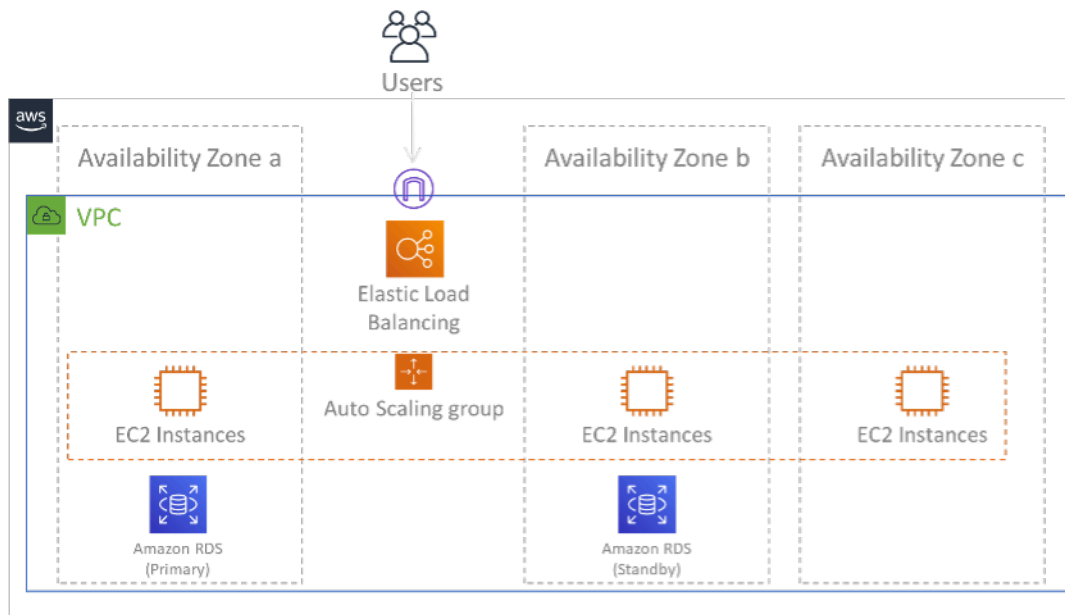 Users
aws
Availability Zone a
Availability Zone b
Availability Zone c
VPC
Elastic Load
Balancing
Auto Scaling group
EC2 Instances
EC2 Instances
EC2 Instances
Amazon RDS
(Primary)
Amazon RDS
(Standby)